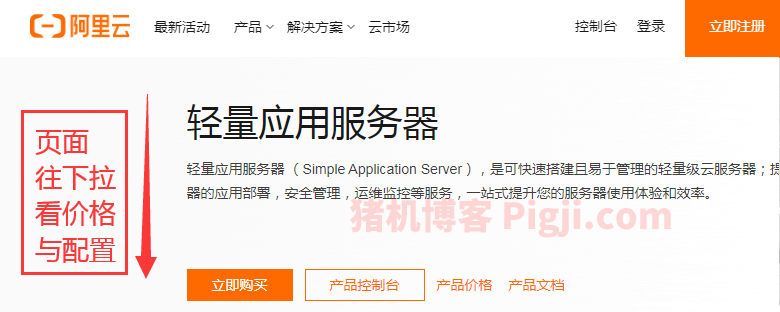 阿里云 最新活动 产品 解决方案 云市场 控制台 登录 立即注册
轻量应用服务器
页面
往下拉
看价格
与配置
轻量应用服务器 （ Simple Application Server ），是可快速搭建且易于管理的轻量级云服务器；提
器的应用部署，安全管理，运维监控等服务，一站式提升您的服务器使用体验和效率。
猪机博客 Pigji.com
立即购买 产品控制台 产品价格 产品文档